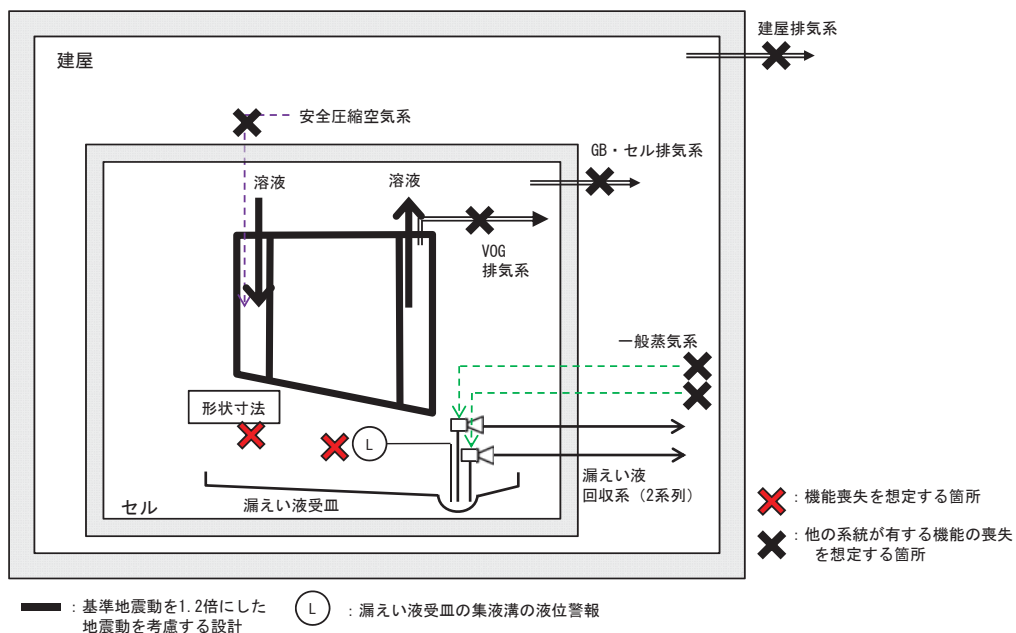 建屋排気系
建屋
安全圧縮空気系
GB・セル排気系
溶液
溶液
VOG
排気系
一般蒸気系
形状寸法
L
漏えい液
回収系（2系列）
漏えい液受皿
セル
：機能喪失を想定する箇所
：他の系統が有する機能の喪失
を想定する箇所
：基準地震動を1.2倍にした
地震動を考慮する設計
L
：漏えい液受皿の集液溝の液位警報